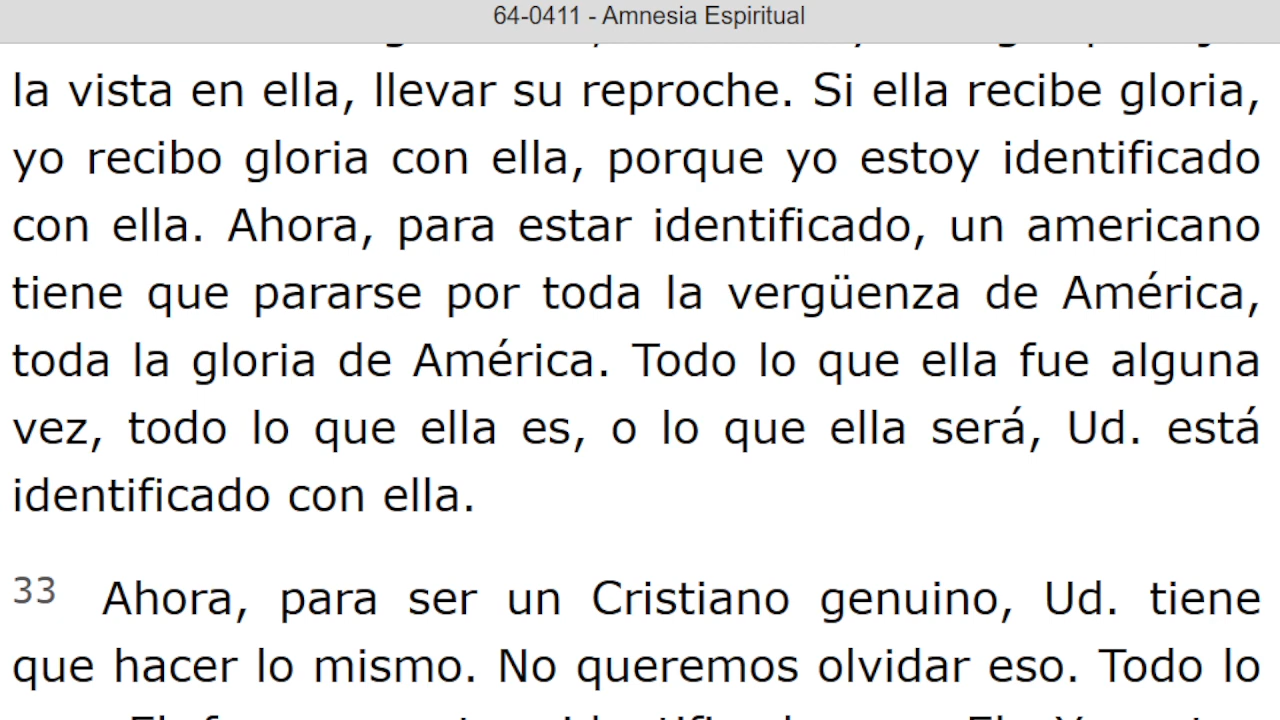 64-0411 - Amnesia Espiritual
la vista en ella, llevar su reproche. Si ella recibe gloria,
yo recibo gloria con ella, porque yo estoy identificado
con ella. Ahora, para estar identificado, un americano
tiene que pararse por toda la vergüenza de América,
toda la gloria de América. Todo lo que ella fue alguna
vez, todo lo que ella es, o lo que ella será, Ud. está
identificado con ella.
33 Ahora, para ser un Cristiano genuino, Ud. tiene
que hacer lo mismo. No queremos olvidar eso. Todo lo